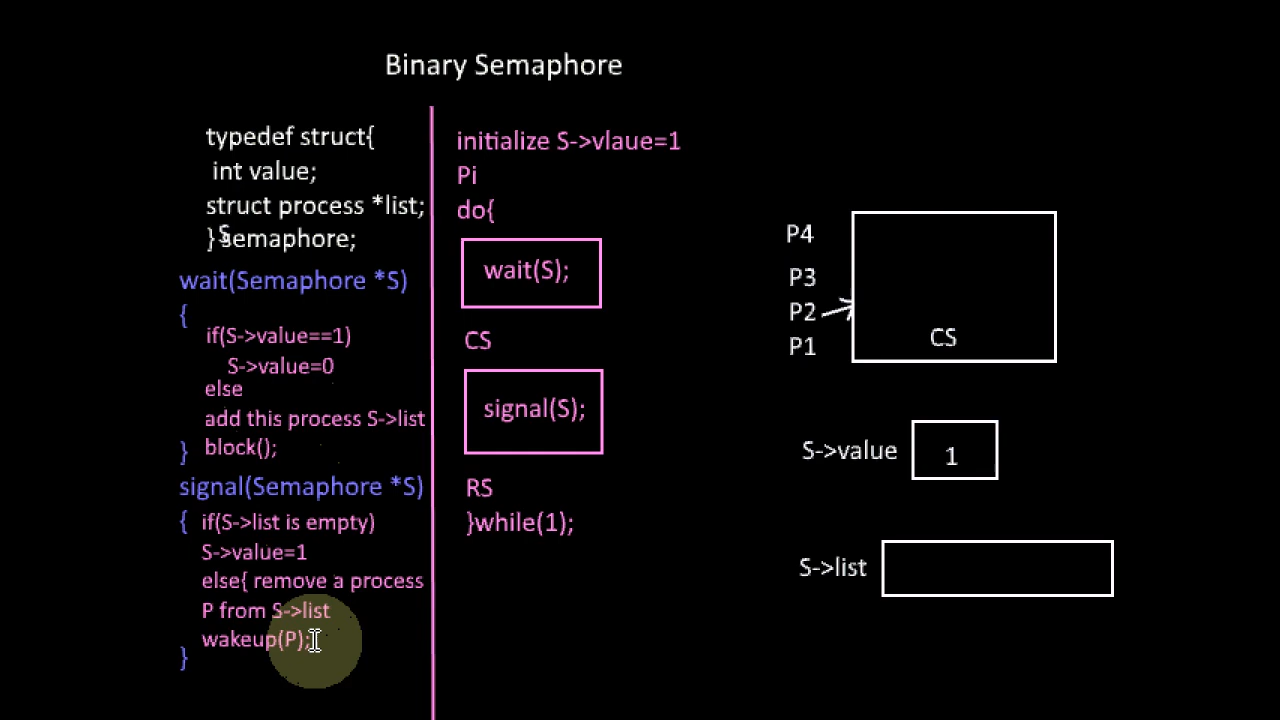 Binary Semaphore
typedef struct{
int value;
struct process *list;
S
} semaphore;
wait(Semaphore *S)
{
if(S->value==1)
S->value=0
else
add this process S->list
block();
}
signal(Semaphore *S)
{ if(S->list is empty)
S->value=1
else{ remove a process
P from S->list
wakeup(P);
}
initialize S->vlaue=1
Pi
do{
wait(S);
CS
signal(S);
RS
}while(1);
P4
P3
P2
P1
CS
S->value 1
S->list